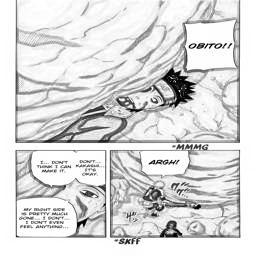 OBITO!!
*MMMG
DON'T...
KAKASHI...
IT'S
OKAY.
I... DON'T
THINK I CAN
MAKE IT.
MY RIGHT SIDE
IS PRETTY MUCH
GONE... I DON'T...
I DON'T EVEN
FEEL ANYTHING...
ARGH!
*SKFF